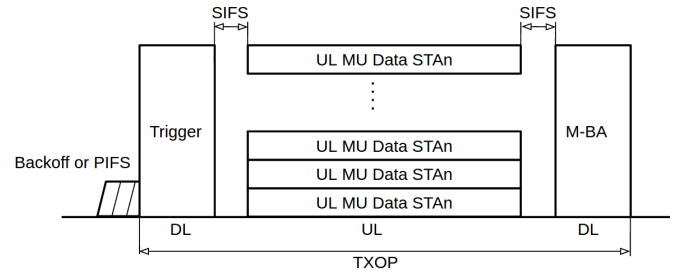 SIFS
SIFS
UL MU Data STAn
Trigger
M-BA
UL MU Data STAn
Backoff or PIFS
UL MU Data STAn
UL MU Data STAn
DL
UL
DL
TXOP